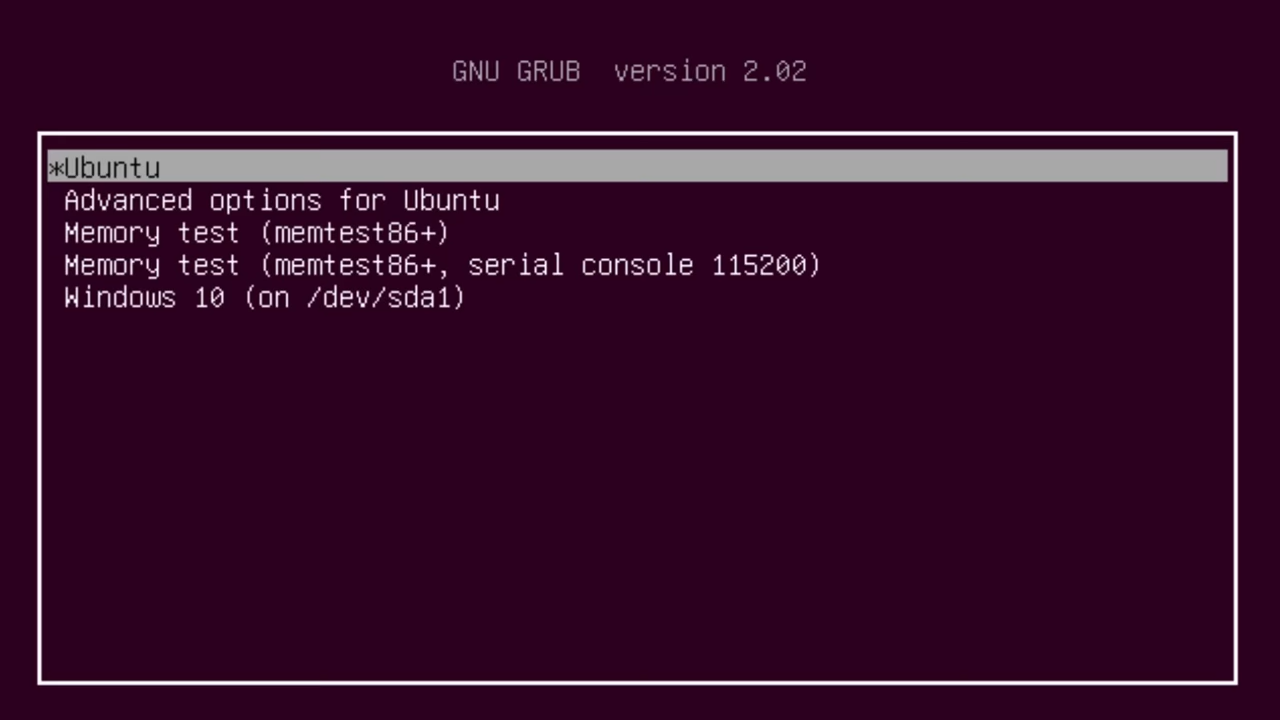 GNU GRUB  version 2.02
*Ubuntu
Advanced options for Ubuntu
Memory test (memtest86+)
Memory test (memtest86+, serial console 115200)
Windows 10 (on /dev/sda1)